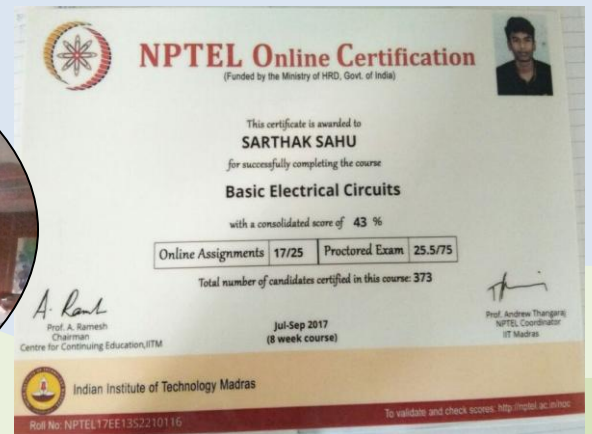 NPTEL Online Certification
(Funded by the Ministry of HRD, Govt. of India)
This certificate is awarded to
SARTHAK SAHU
for successfully completing the course
Basic Electrical Circuits
with a consolidated score of 43 %
Online Assignments 17/25 Proctored Exam 25.5/75
Total number of candidates certified in this course: 373
A. Ramesh
Prof. A. Ramesh
Chairman
Centre for Continuing Education,IITM
Jul-Sep 2017
(8 week course)
Prof. Andrew Thangaraj
NPTEL Coordinator
IIT Madras
Indian Institute of Technology Madras
Roll No: NPTEL17EE13S2210116
To validate and check scores: http://nptel.ac.in/noc